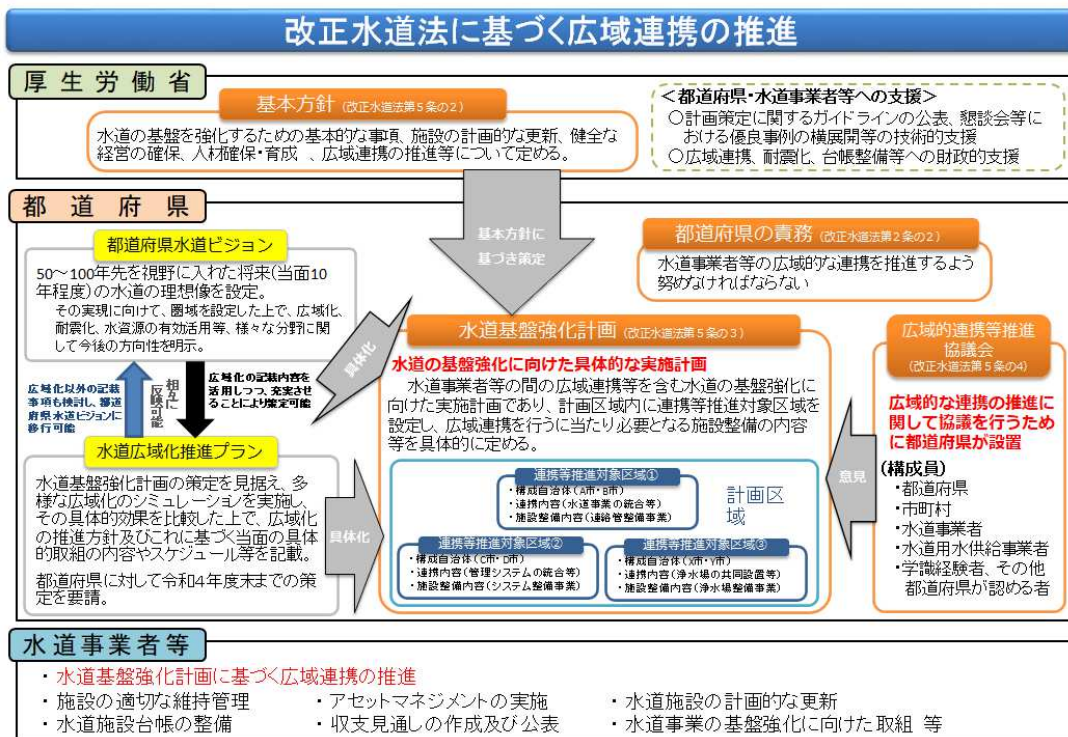 改正水道法に基づく広域連携の推進
厚生労働省
基本方針（改正水道法第５条の２）
水道の基盤を強化するための基本的な事項、施設の計画的な更新、健全な
経営の確保、人材確保・育成 、広域連携の推進等について定める。
＜都道府県・水道事業者等への支援＞
○計画策定に関するガイドラインの公表、懇談会等に
おける優良事例の横展開等の技術的支援
○広域連携、耐震化、台帳整備等への財政的支援
都道府県
基本方針に
基づき策定
都道府県の責務（改正水道法第２条の２）
水道事業者等の広域的な連携を推進するよう
努めなければならない
都道府県水道ビジョン
50～100年先を視野に入れた将来(当面10
年程度)の水道の理想像を設定。
その実現に向けて、圏域を設定した上で、広域化、
耐震化、水資源の有効活用等、様々な分野に関
して今後の方向性を明示。
具体化
広域化以外の記載
事項も検討し、都道
府県水道ビジョンに
移行可能
相互に
反映可能
広域化の記載内容を
活用しつつ、充実させ
ることにより策定可能
水道広域化推進プラン
水道基盤強化計画の策定を見据え、多
様な広域化のシミュレーションを実施し、
その具体的効果を比較した上で、広域化
の推進方針及びこれに基づく当面の具体
的取組の内容やスケジュール等を記載。
都道府県に対して令和4年度末までの策
定を要請。
具体化
水道基盤強化計画（改正水道法第５条の３）
水道の基盤強化に向けた具体的な実施計画
水道事業者等の間の広域連携等を含む水道の基盤強化に
向けた実施計画であり、計画区域内に連携等推進対象区域を
設定し、広域連携を行うに当たり必要となる施設整備の内容
等を具体的に定める。
計画区
域
連携等推進対象区域①
・構成自治体（A市・B市）
・連携内容（水道事業の統合等）
・施設整備内容（連絡管整備事業）
連携等推進対象区域②
・構成自治体（C市・D市）
・連携内容（管理システムの統合等）
・施設整備内容（システム整備事業）
連携等推進対象区域③
・構成自治体（X市・Y市）
・連携内容（浄水場の共同設置等）
・施設整備内容（浄水場整備事業）
意見
広域的連携等推進
協議会
（改正水道法第５条の4）
広域的な連携の推進に
関して協議を行うため
に都道府県が設置
(構成員)
・都道府県
・市町村
・水道事業者
・水道用水供給事業者
・学識経験者、その他
都道府県が認める者
水道事業者等
・水道基盤強化計画に基づく広域連携の推進
・施設の適切な維持管理
・アセットマネジメントの実施
・水道施設の計画的な更新
・水道施設台帳の整備
・収支見通しの作成及び公表
・水道事業の基盤強化に向けた取組 等